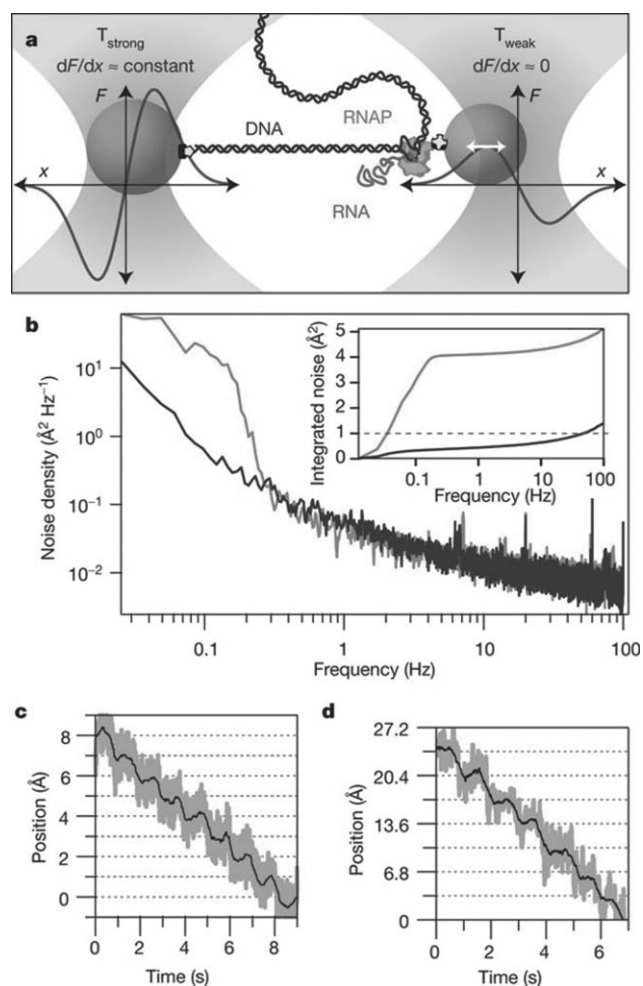 a
T strong
dF/dx ≈ constant
F
x
DNA
RNAP
RNA
T weak
dF/dx ≈ 0
F
x
b
Noise density (Å² Hz⁻¹)
10¹
10⁰
10⁻¹
10⁻²
0.1 1 10 100
Frequency (Hz)
Integrated noise (Å²)
5
4
3
2
1
0
0.1 1 10 100
Frequency (Hz)
c
Position (Å)
8
6
4
2
0
0 2 4 6 8
Time (s)
d
Position (Å)
27.2
20.4
13.6
6.8
0
0 2 4 6
Time (s)